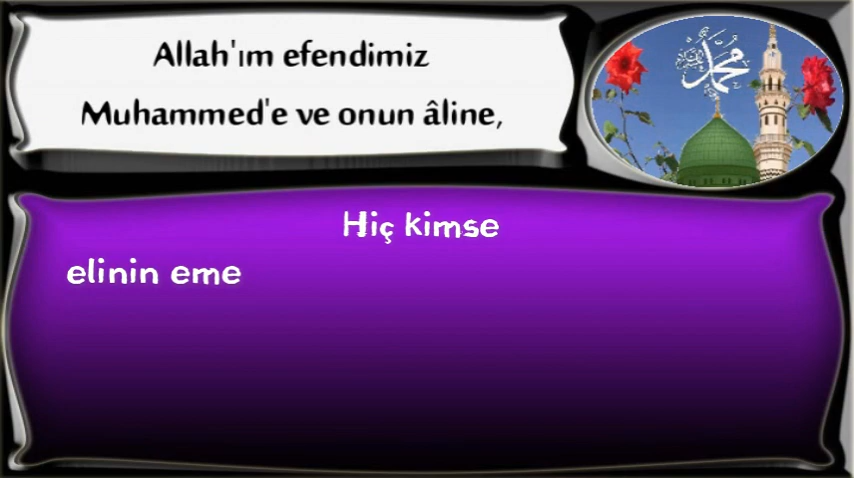 Allah'ım efendimiz
Muhammed'e ve onun âline,
محمد
Hiç kimse
elinin eme